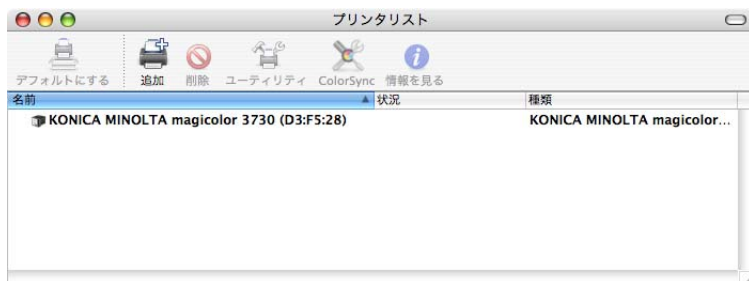 プリンタリスト
デフォルトにする 追加 削除 ユーティリティ ColorSync 情報を見る
名前 状況 種類
KONICA MINOLTA magicolor 3730 (D3:F5:28) KONICA MINOLTA magicolor...